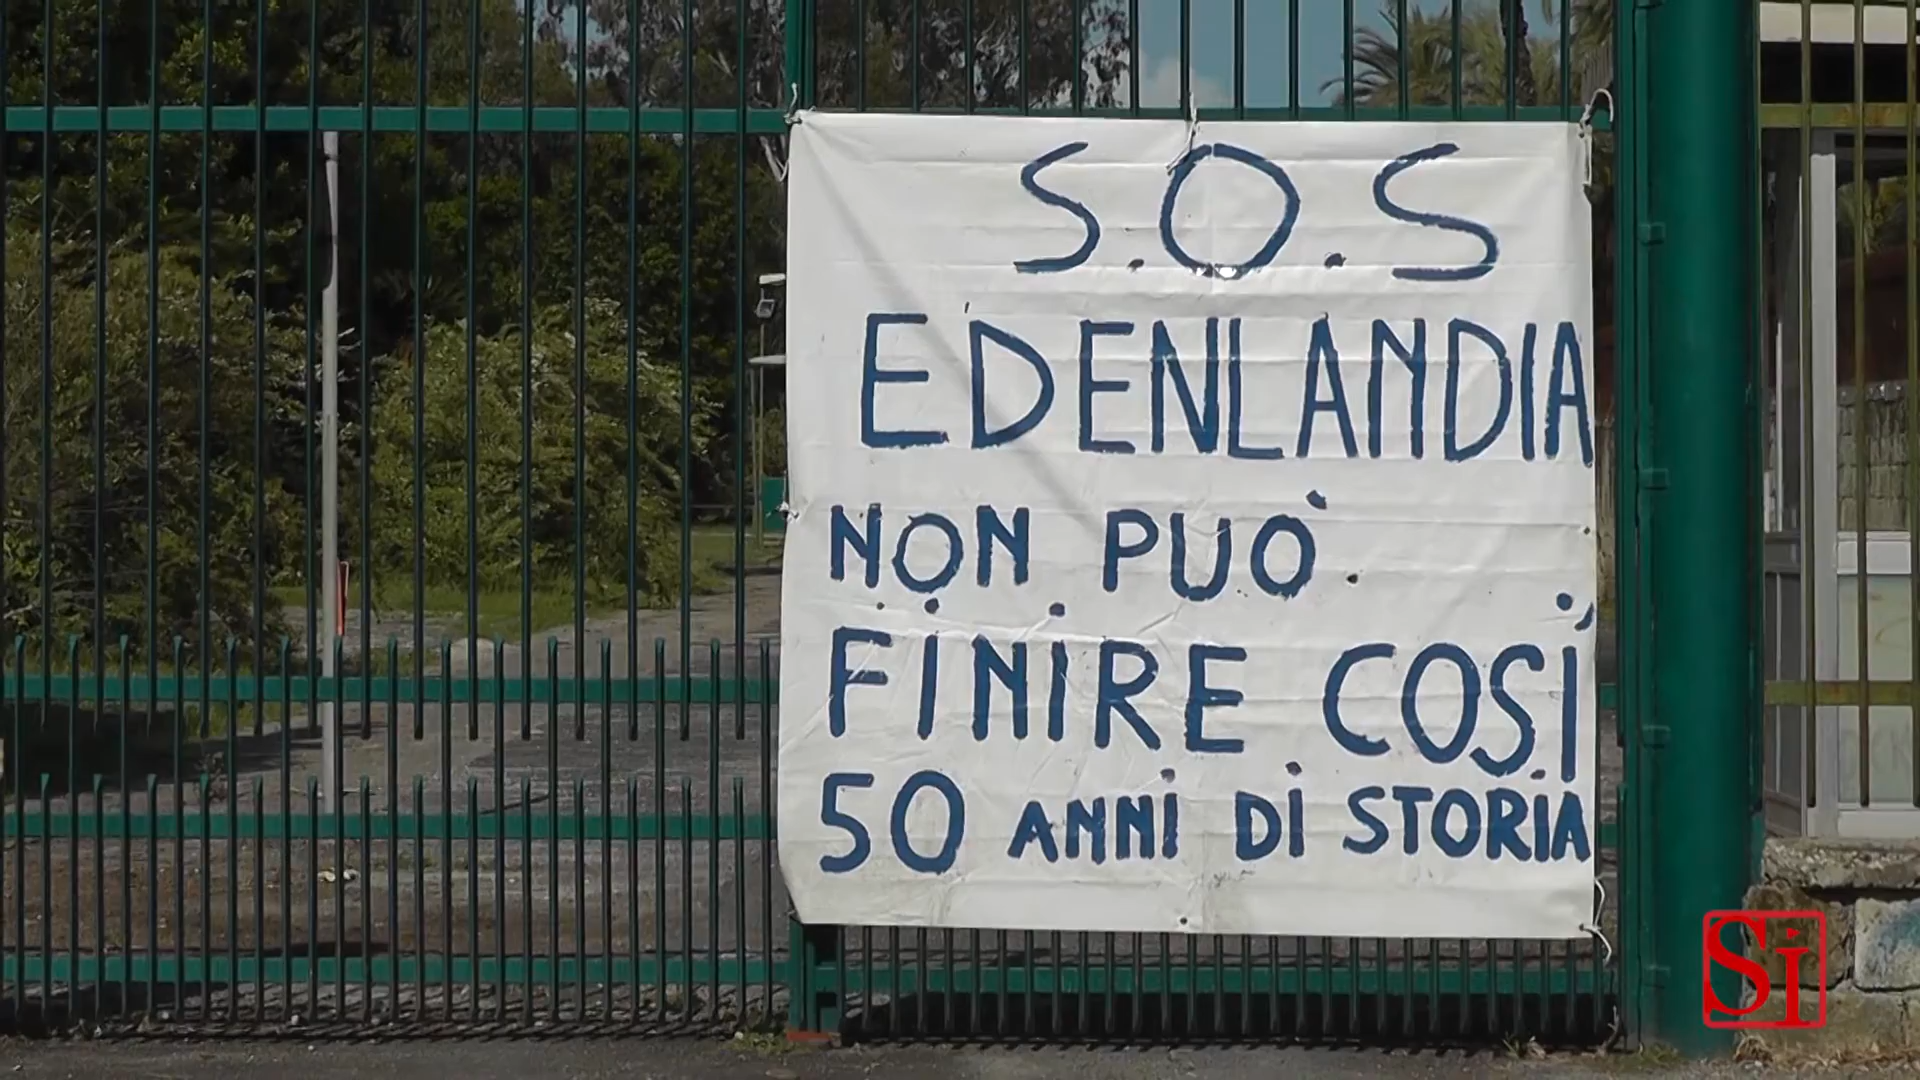 S.O.S
EDENLANDIA
NON PUÒ
FINIRE COSÌ
50 ANNI DI STORIA
Si